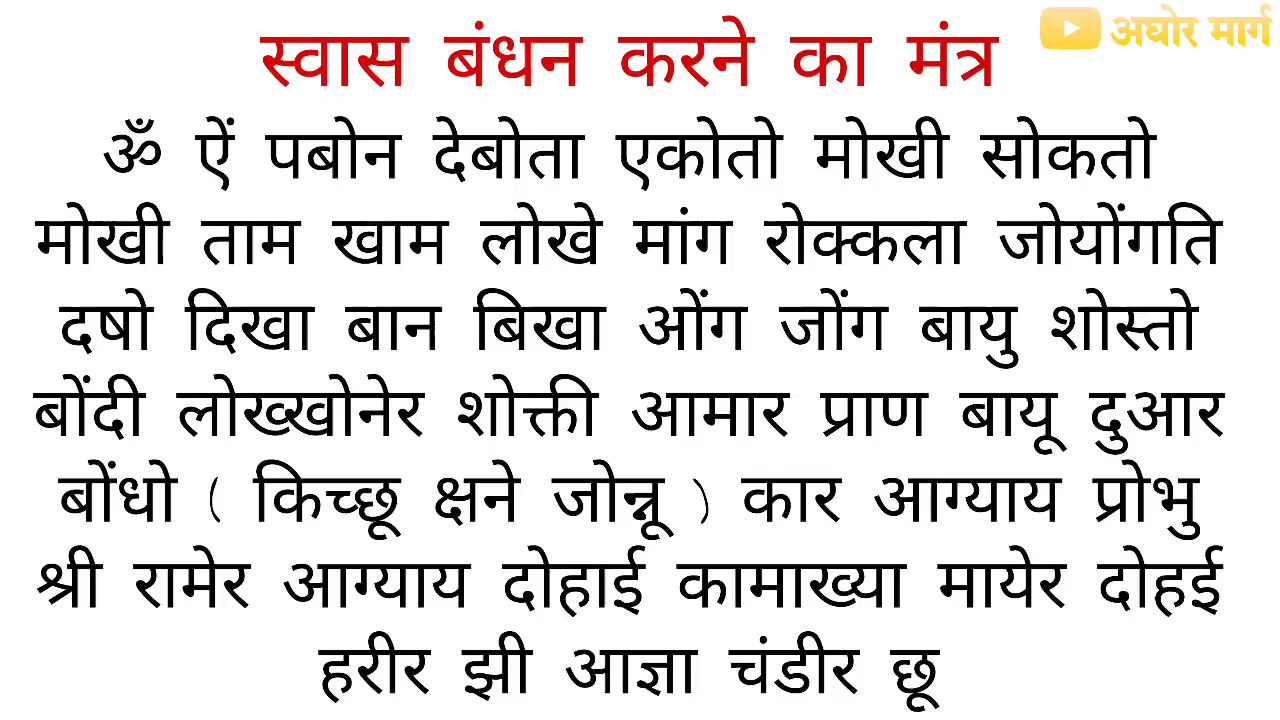 स्वास बंधन करने का मंत्र
अघोर मार्ग
ॐ ऐं पबोन देबोता एकोतो मोखी सोकतो
मोखी ताम खाम लोखे मांग रोक्कला जोयोंगति
दषो दिखा बान बिखा ओंग जोंग बायु शोस्तो
बोंदी लोख्खोनेर शोक्ती आमार प्राण बायू दुआर
बोंधो ( किच्छू क्षने जोन्नू ) कार आग्याय प्रोभु
श्री रामेर आग्याय दोहाई कामाख्या मायेर दोहई
हरीर झी आज्ञा चंडीर छू